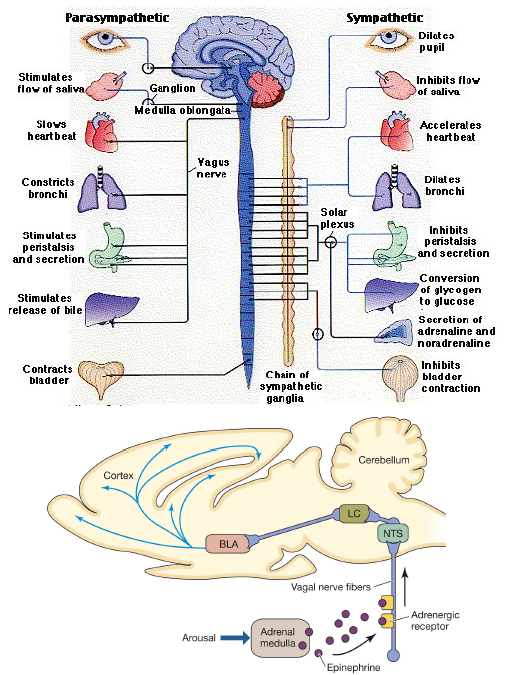 Parasympathetic
Sympathetic
Dilates
pupil
Stimulates
flow of saliva
Ganglion
Medulla oblongata
Inhibits flow
of saliva
Slows
heartbeat
Accelerates
heartbeat
Vagus
nerve
Constricts
bronchi
Dilates
bronchi
Solar
plexus
Stimulates
peristalsis
and secretion
Inhibits
peristalsis
and secretion
Stimulates
release of bile
Conversion
of glycogen
to glucose
Secretion of
adrenaline and
noradrenaline
Contracts
bladder
Chain of
sympathetic
ganglia
Inhibits
bladder
contraction
Cortex
Cerebellum
BLA
LC
NTS
Vagal nerve fibers
Adrenergic
receptor
Arousal
Adrenal
medulla
Epinephrine